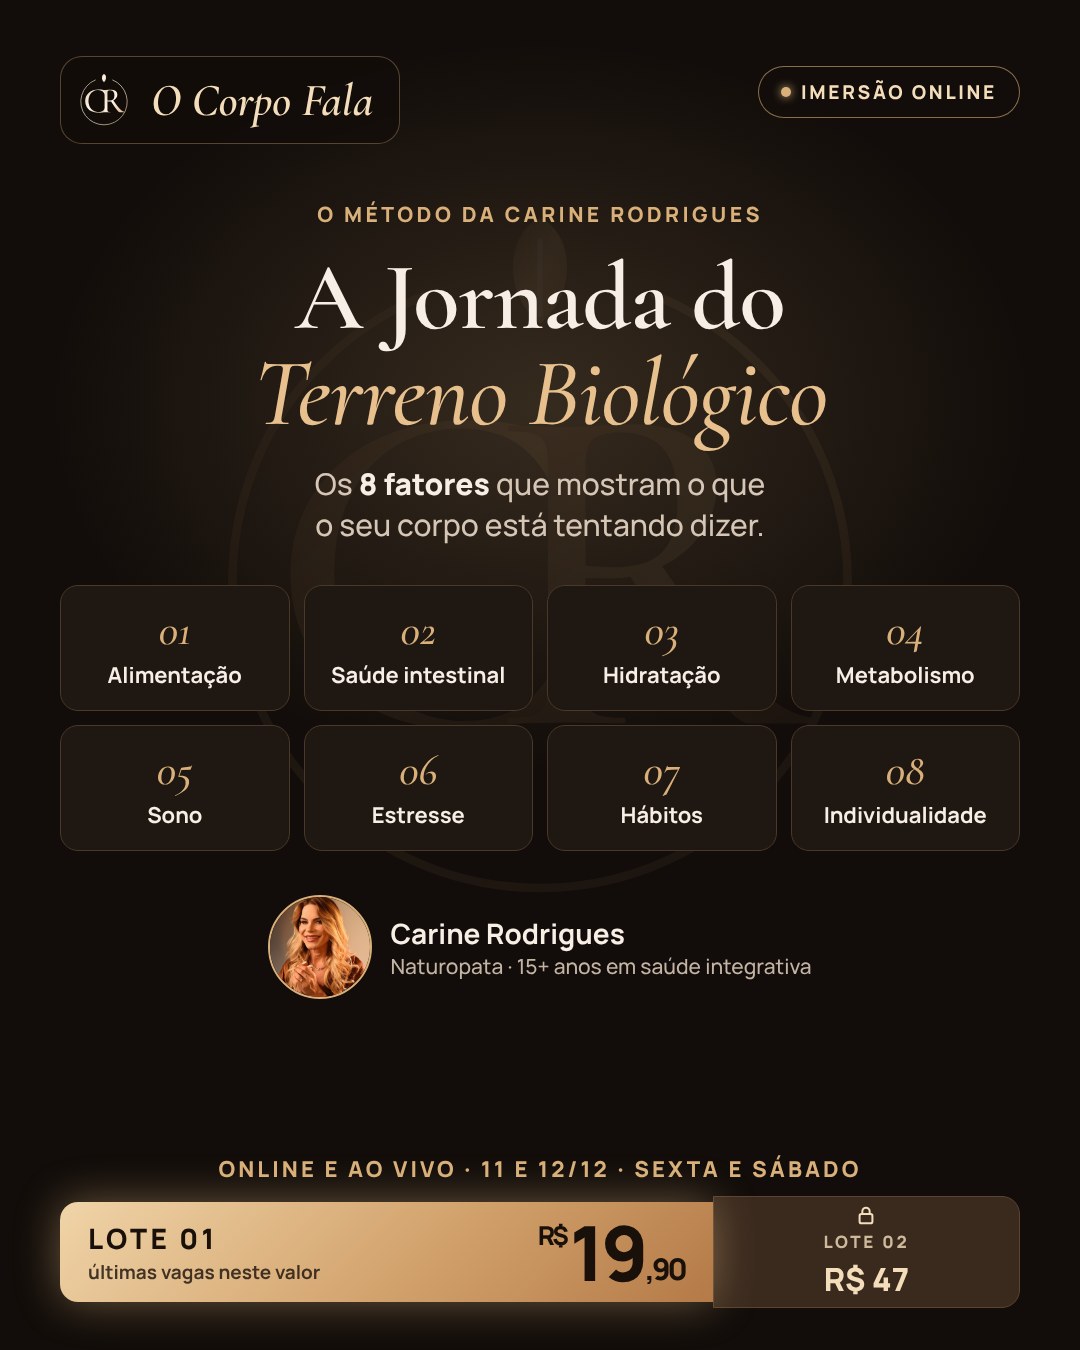 CR
O Corpo Fala
IMERSÃO ONLINE
O MÉTODO DA CARINE RODRIGUES
A Jornada do
Terreno Biológico
Os 8 fatores que mostram o que
o seu corpo está tentando dizer.
01
Alimentação
02
Saúde intestinal
03
Hidratação
04
Metabolismo
05
Sono
06
Estresse
07
Hábitos
08
Individualidade
Carine Rodrigues
Naturopata · 15+ anos em saúde integrativa
ONLINE E AO VIVO · 11 E 12/12 · SEXTA E SÁBADO
LOTE 01
últimas vagas neste valor
R$19,90
LOTE 02
R$ 47